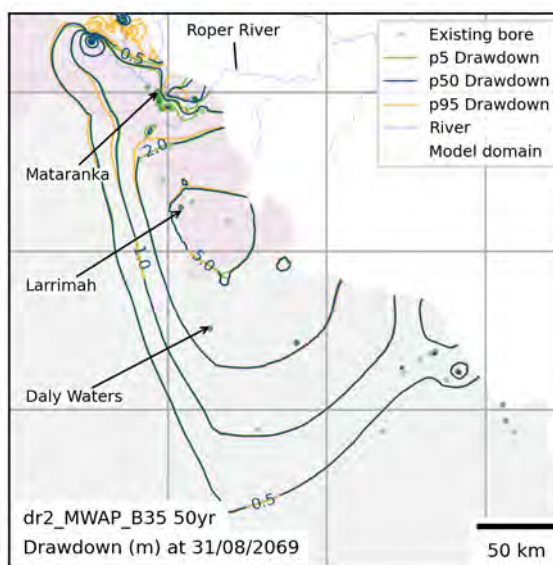 Roper River
Existing bore
p5 Drawdown
p50 Drawdown
p95 Drawdown
River
Model domain
0.5
Mataranka
2.0
Larrimah
1.0
5.0
Daly Waters
0.5
dr2_MWAP_B35 50yr
Drawdown (m) at 31/08/2069
50 km